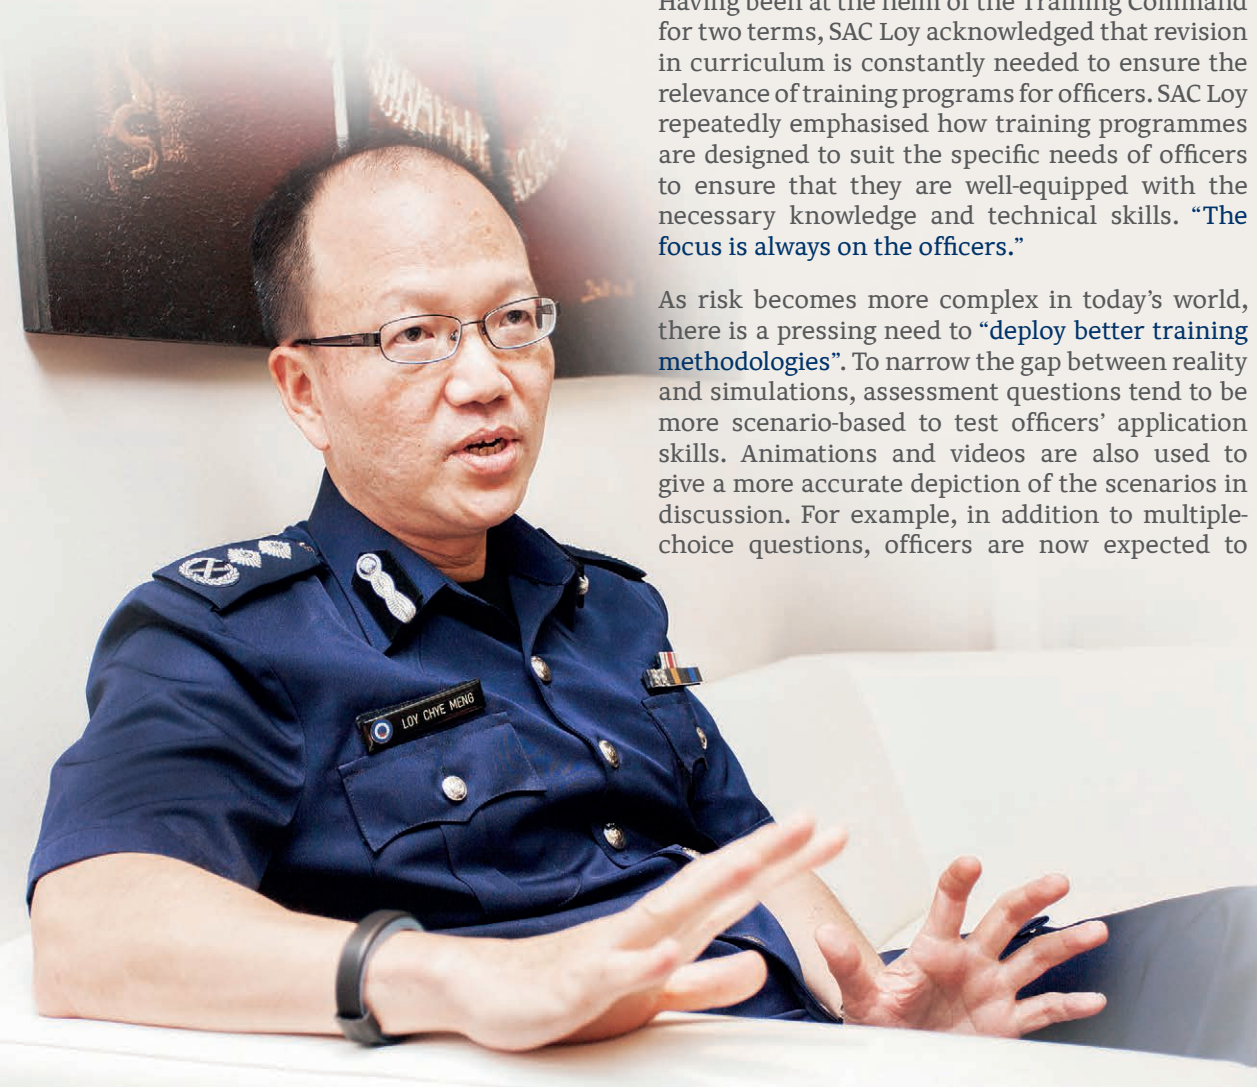 Having been at the helm of the Training Command
for two terms, SAC Loy acknowledged that revision
in curriculum is constantly needed to ensure the
relevance of training programs for officers. SAC Loy
repeatedly emphasised how training programmes
are designed to suit the specific needs of officers
to ensure that they are well-equipped with the
necessary knowledge and technical skills. “The
focus is always on the officers.”
As risk becomes more complex in today’s world,
there is a pressing need to “deploy better training
methodologies”. To narrow the gap between reality
and simulations, assessment questions tend to be
more scenario-based to test officers’ application
skills. Animations and videos are also used to
give a more accurate depiction of the scenarios in
discussion. For example, in addition to multiple-
choice questions, officers are now expected to
LOY CHYE MENG